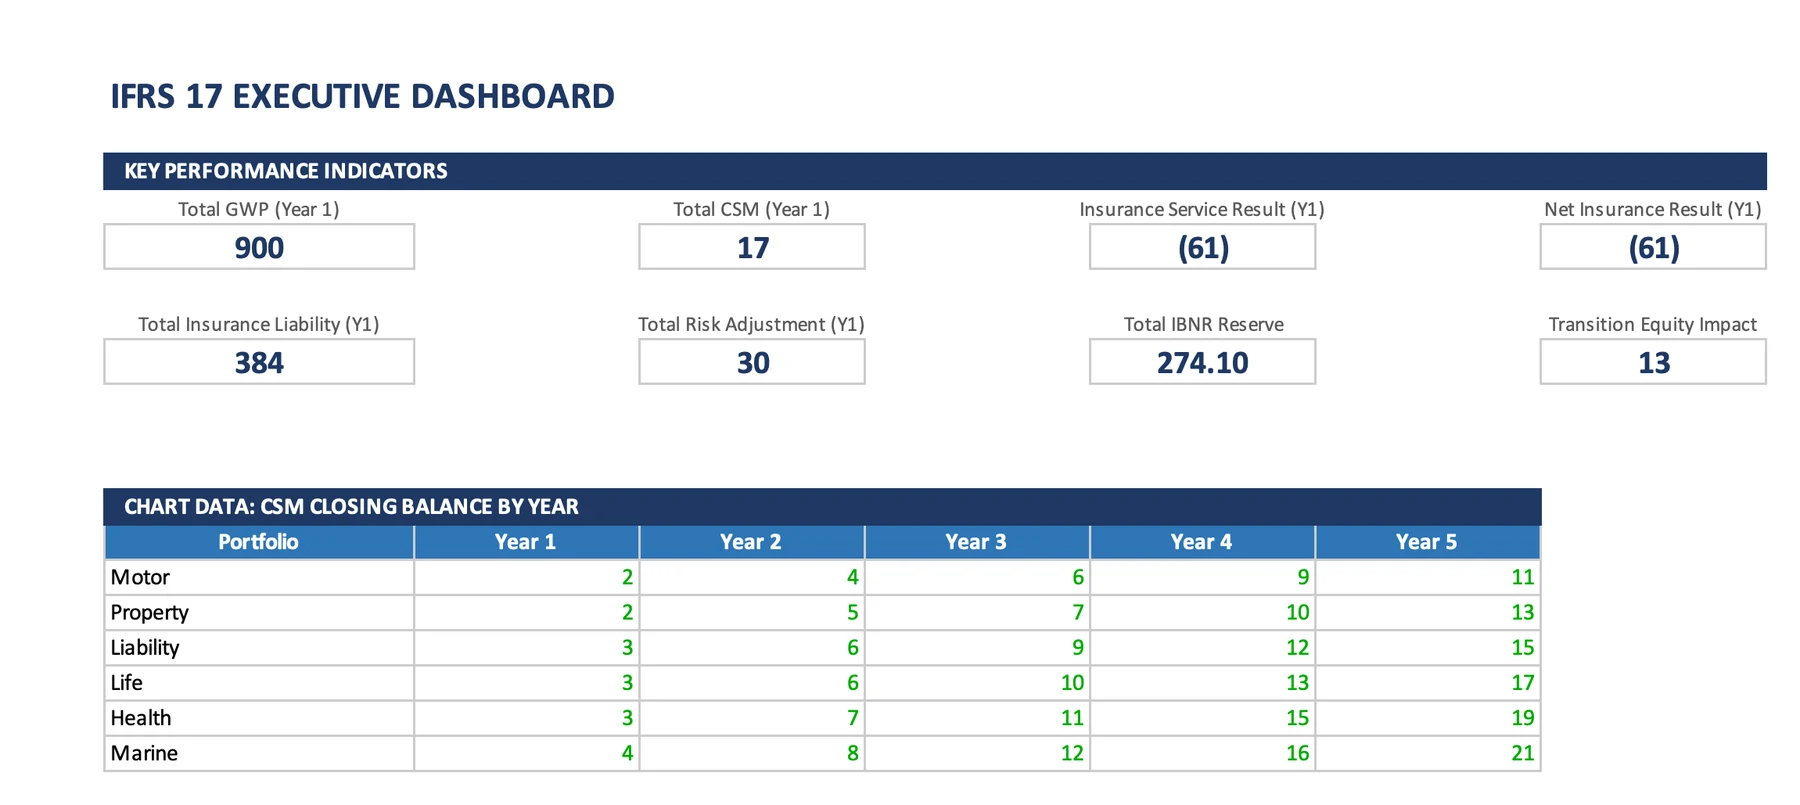 IFRS 17 EXECUTIVE DASHBOARD
KEY PERFORMANCE INDICATORS
Total GWP (Year 1) Total CSM (Year 1) Insurance Service Result (Y1) Net Insurance Result (Y1)
900 17 (61) (61)
Total Insurance Liability (Y1) Total Risk Adjustment (Y1) Total IBNR Reserve Transition Equity Impact
384 30 274.10 13
CHART DATA: CSM CLOSING BALANCE BY YEAR
Portfolio Year 1 Year 2 Year 3 Year 4 Year 5
Motor 2 4 6 9 11
Property 2 5 7 10 13
Liability 3 6 9 12 15
Life 3 6 10 13 17
Health 3 7 11 15 19
Marine 4 8 12 16 21